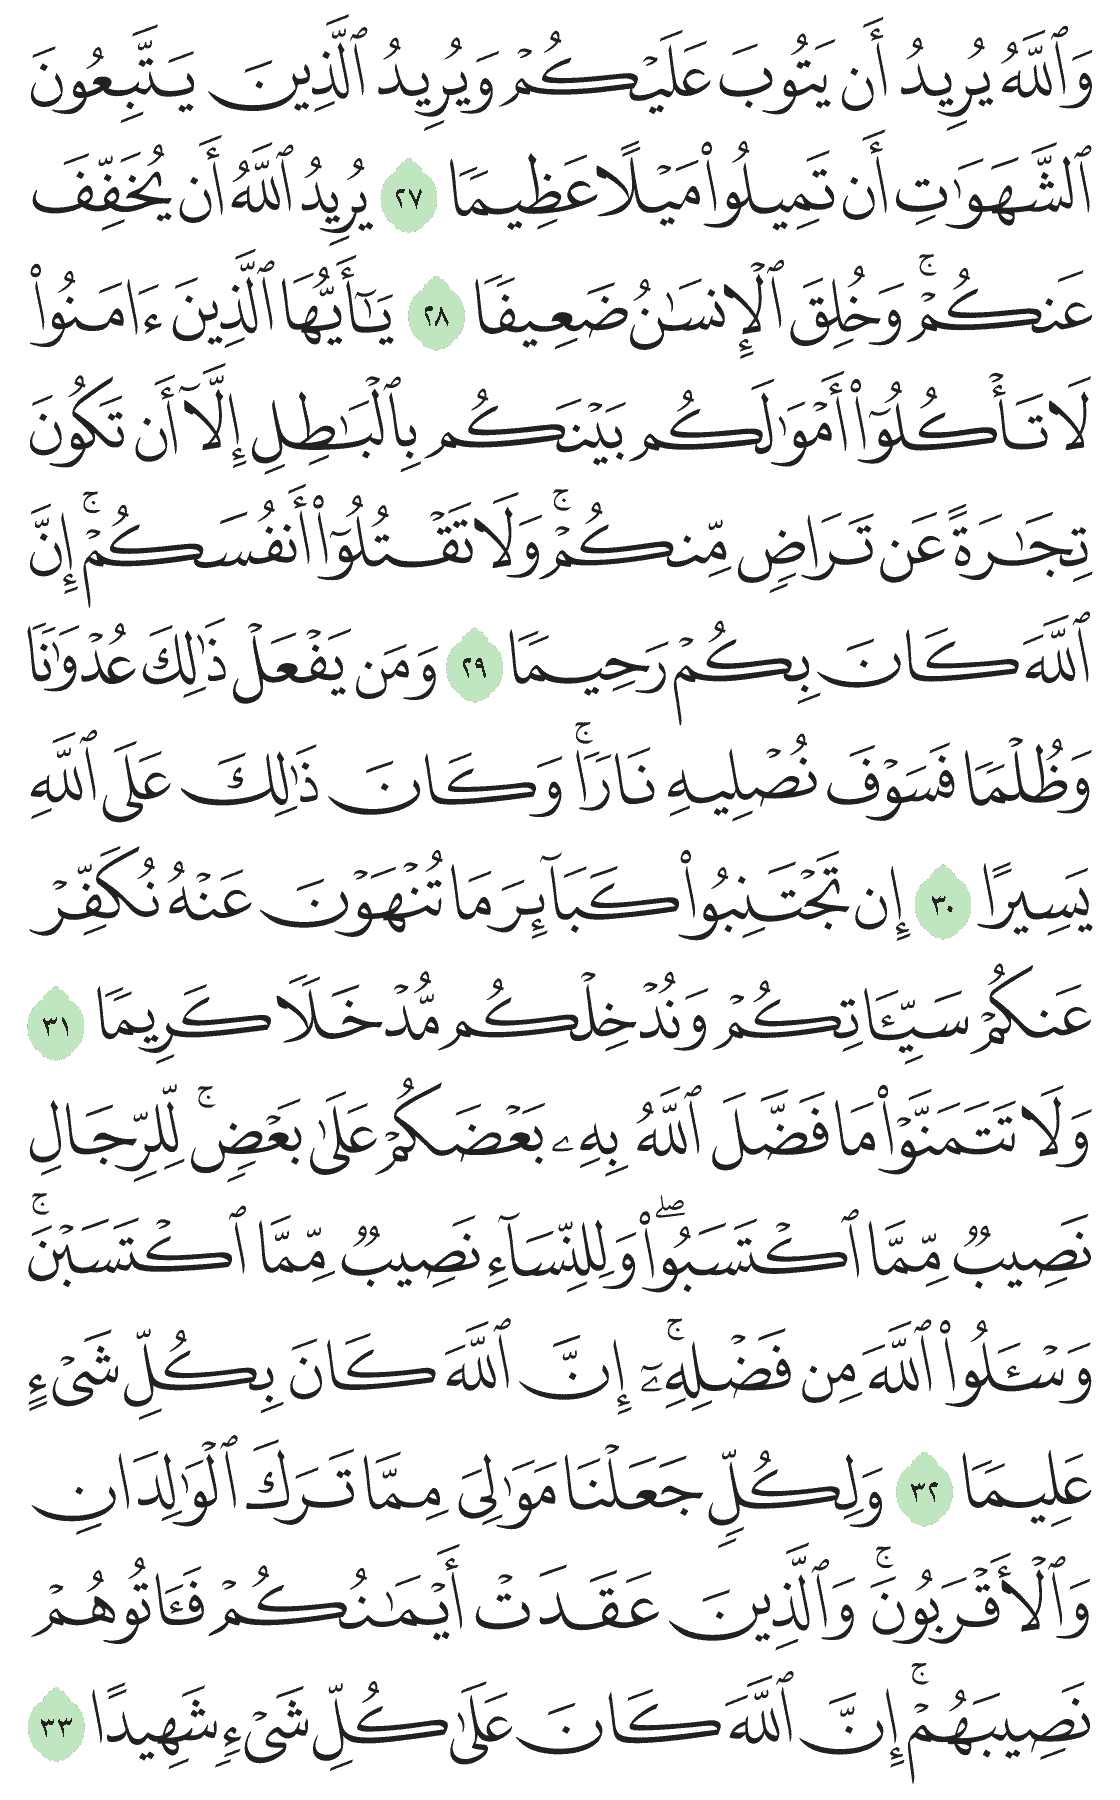 وَٱللَّهُ يُرِيدُ أَن يَتُوبَ عَلَيۡكُمۡ وَيُرِيدُ ٱلَّذِينَ يَتَّبِعُونَ
ٱلشَّهَوَٰتِ أَن تَمِيلُواْ مَيۡلًا عَظِيمٗا ٢٧ يُرِيدُ ٱللَّهُ أَن يُخَفِّفَ
عَنكُمۡۚ وَخُلِقَ ٱلۡإِنسَٰنُ ضَعِيفٗا ٢٨ يَٰٓأَيُّهَا ٱلَّذِينَ ءَامَنُواْ
لَا تَأۡكُلُوٓاْ أَمۡوَٰلَكُم بَيۡنَكُم بِٱلۡبَٰطِلِ إِلَّآ أَن تَكُونَ
تِجَٰرَةً عَن تَرَاضٖ مِّنكُمۡۚ وَلَا تَقۡتُلُوٓاْ أَنفُسَكُمۡۚ إِنَّ
ٱللَّهَ كَانَ بِكُمۡ رَحِيمٗا ٢٩ وَمَن يَفۡعَلۡ ذَٰلِكَ عُدۡوَٰنٗا
وَظُلۡمٗا فَسَوۡفَ نُصۡلِيهِ نَارٗاۚ وَكَانَ ذَٰلِكَ عَلَى ٱللَّهِ
يَسِيرًا ٣٠ إِن تَجۡتَنِبُواْ كَبَآئِرَ مَا تُنۡهَوۡنَ عَنۡهُ نُكَفِّرۡ
عَنكُمۡ سَيِّـَٔاتِكُمۡ وَنُدۡخِلۡكُم مُّدۡخَلٗا كَرِيمٗا ٣١
وَلَا تَتَمَنَّوۡاْ مَا فَضَّلَ ٱللَّهُ بِهِۦ بَعۡضَكُمۡ عَلَىٰ بَعۡضٖۚ لِّلرِّجَالِ
نَصِيبٞ مِّمَّا ٱكۡتَسَبُواْۖ وَلِلنِّسَآءِ نَصِيبٞ مِّمَّا ٱكۡتَسَبۡنَۚ
وَسۡـَٔلُواْ ٱللَّهَ مِن فَضۡلِهِۦٓۚ إِنَّ ٱللَّهَ كَانَ بِكُلِّ شَيۡءٍ
عَلِيمٗا ٣٢ وَلِكُلّٖ جَعَلۡنَا مَوَٰلِيَ مِمَّا تَرَكَ ٱلۡوَٰلِدَانِ
وَٱلۡأَقۡرَبُونَۚ وَٱلَّذِينَ عَقَدَتۡ أَيۡمَٰنُكُمۡ فَـَٔاتُوهُمۡ
نَصِيبَهُمۡۚ إِنَّ ٱللَّهَ كَانَ عَلَىٰ كُلِّ شَيۡءٖ شَهِيدًا ٣٣